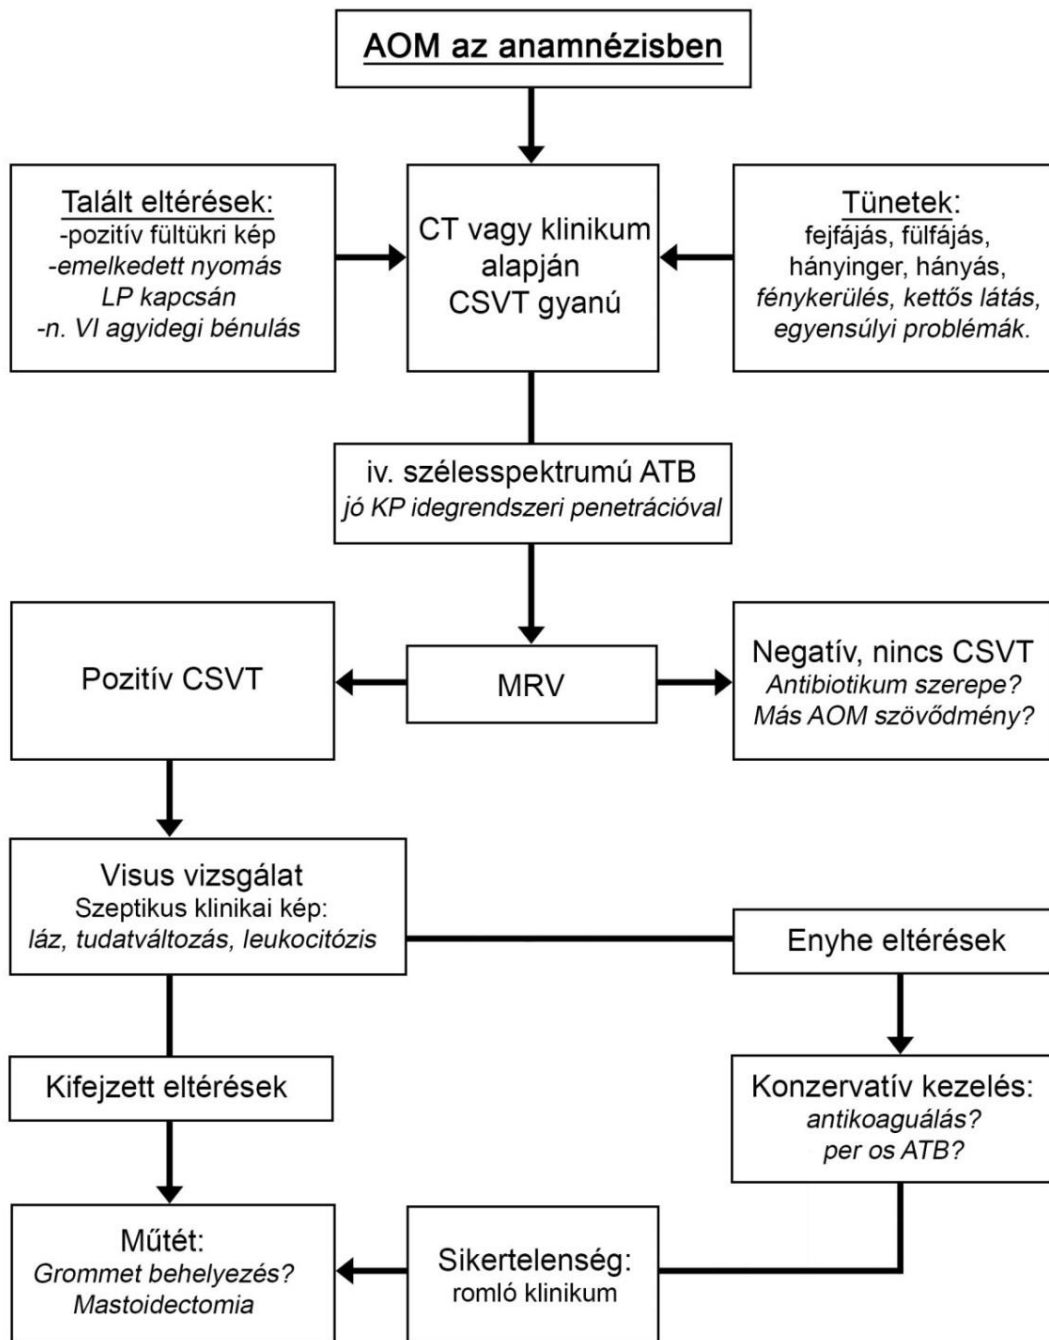 AOM az anamnézisben
Talált eltérések:
-pozitív fültükri kép
-emelkedett nyomás
LP kapcsán
-n. VI agyidegi bénulás
CT vagy klinikum
alapján
CSVT gyanú
Tünetek:
fejfájás, fülfájás,
hányinger, hányás,
fénykerülés, kettős látás,
egyensúlyi problémák.
iv. szélesspektrumú ATB
jó KP idegrendszeri penetrációval
Pozitív CSVT
MRV
Negatív, nincs CSVT
Antibiotikum szerepe?
Más AOM szövődmény?
Visus vizsgálat
Szeptikus klinikai kép:
láz, tudatváltozás, leukocitózis
Enyhe eltérések
Kifejzett eltérések
Konzervatív kezelés:
antikoaguálás?
per os ATB?
Műtét:
Grommet behelyezés?
Mastoidectomia
Sikertelenség:
romló klinikum